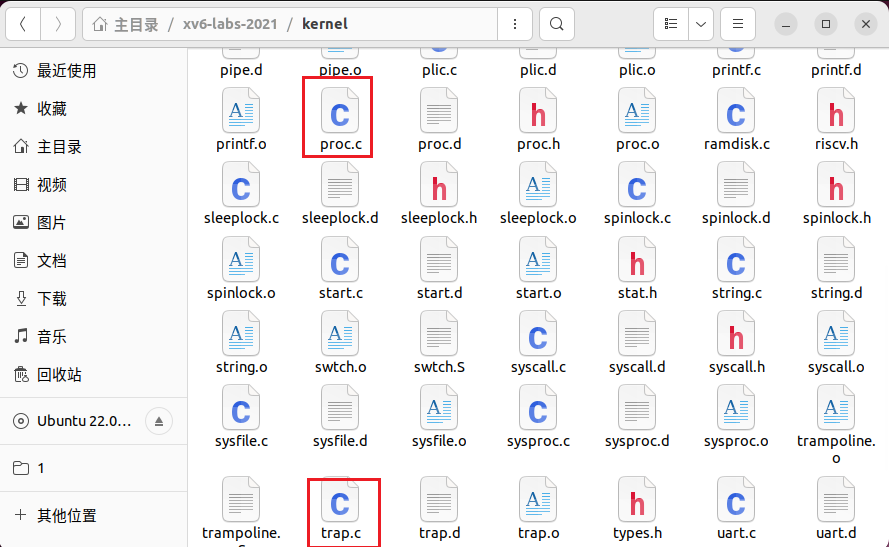 主目录 / xv6-labs-2021 / kernel
最近使用
收藏
主目录
视频
图片
文档
下载
音乐
回收站
Ubuntu 22.0...
1
其他位置
pipe.d pipe.o plic.c plic.d plic.o printf.c printf.d
printf.o proc.c proc.d proc.h proc.o ramdisk.c riscv.h
sleeplock.c sleeplock.d sleeplock.h sleeplock.o spinlock.c spinlock.d spinlock.h
spinlock.o start.c start.d start.o stat.h string.c string.d
string.o swtch.o swtch.S syscall.c syscall.d syscall.h syscall.o
sysfile.c sysfile.d sysfile.o sysproc.c sysproc.d sysproc.o trampoline.
o
trampoline. trap.c trap.d trap.o types.h uart.c uart.d